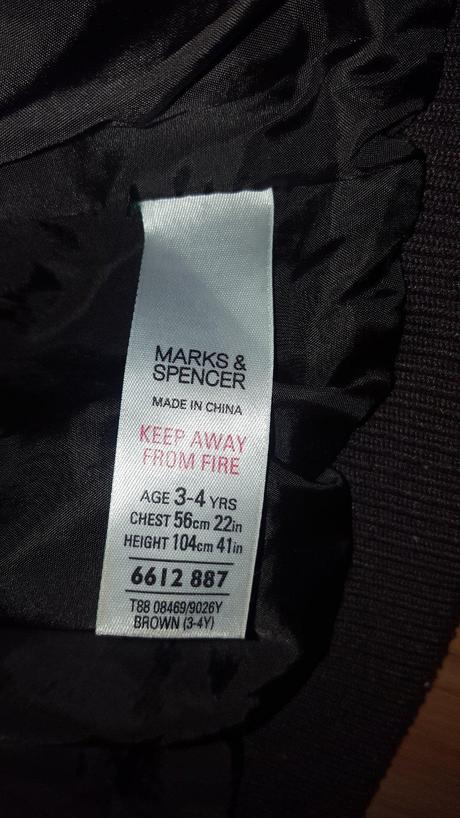 MARKS &
SPENCER
MADE IN CHINA
KEEP AWAY
FROM FIRE
AGE 3-4 YRS
CHEST 56cm 22in
HEIGHT 104cm 41in
6612 887
T88 08469/9026Y
BROWN (3-4Y)